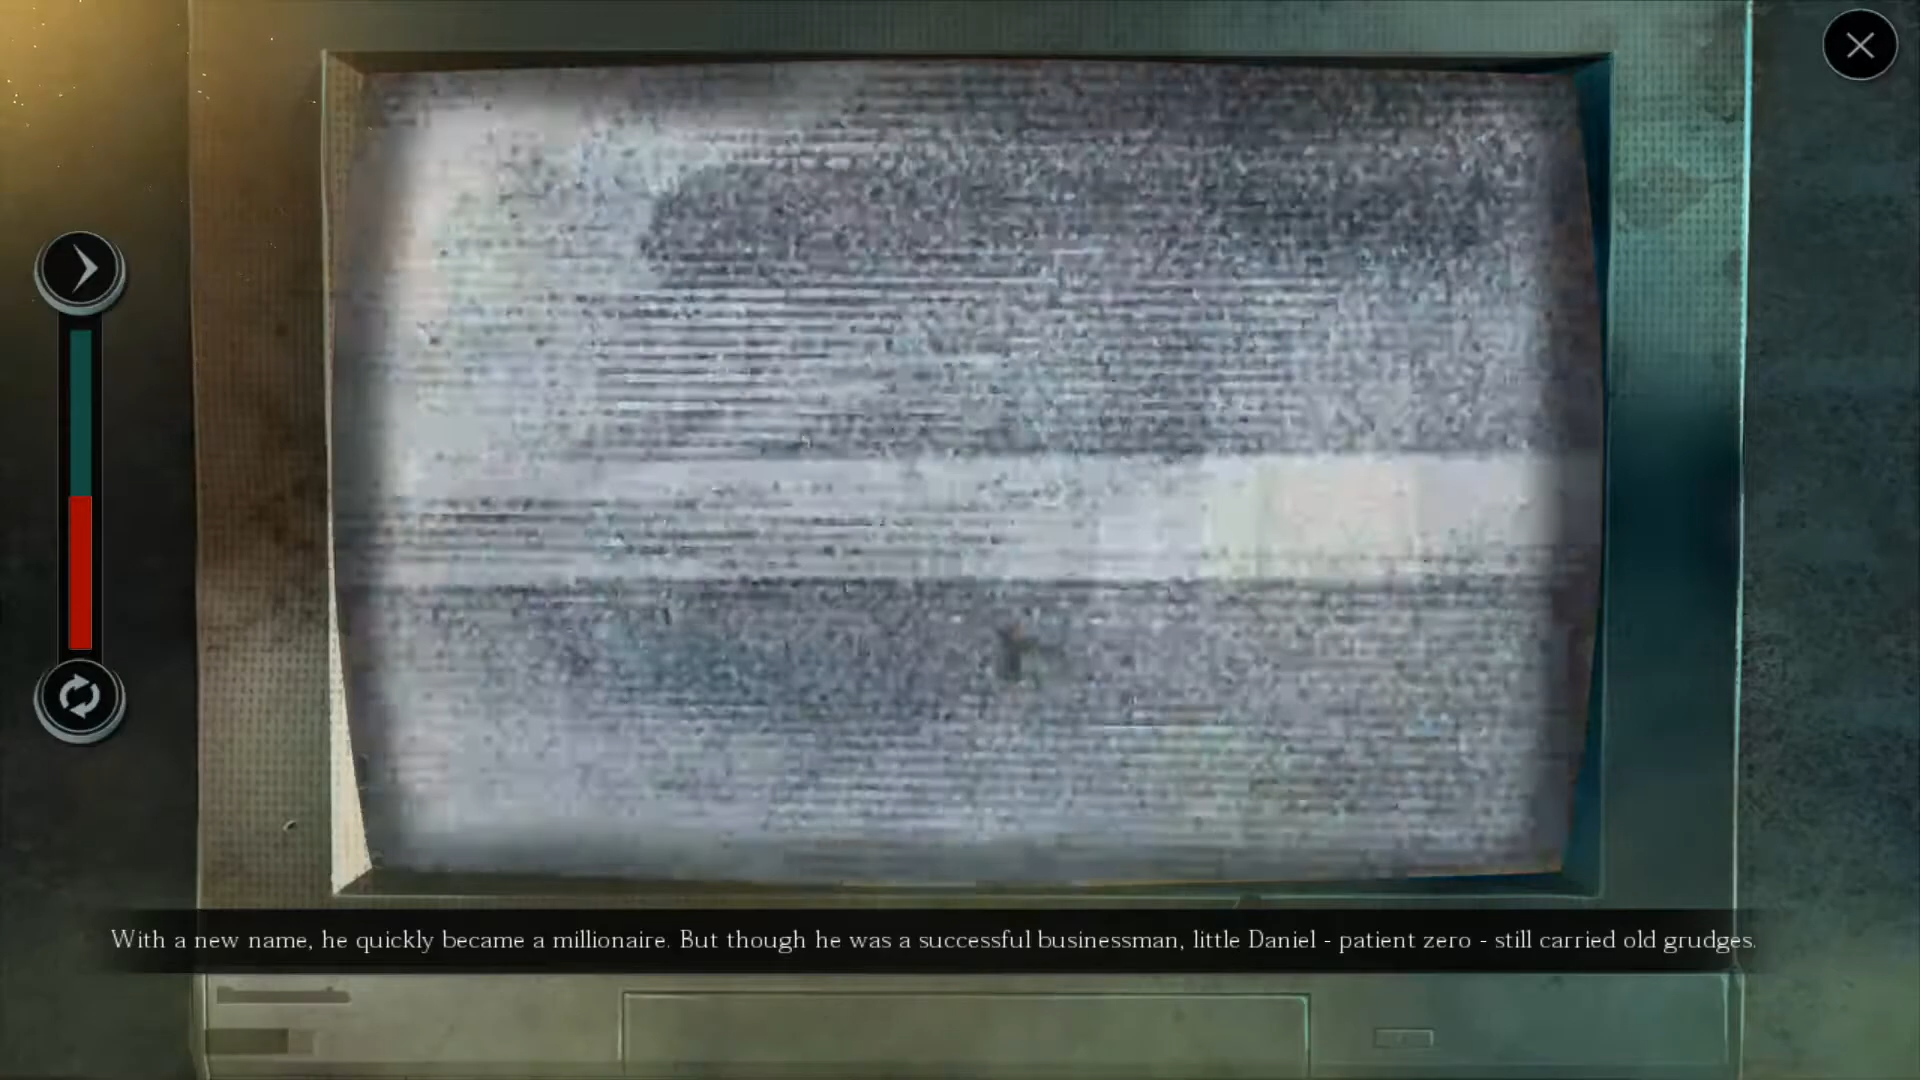 With a new name, he quickly became a millionaire. But though he was a successful businessman, little Daniel - patient zero - still carried old grudges.